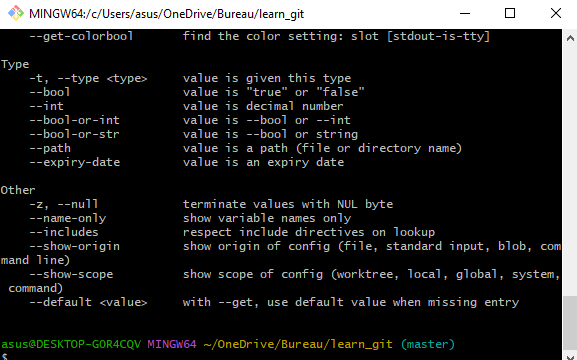 MINGW64:/c/Users/asus/OneDrive/Bureau/learn_git
--get-colorbool find the color setting: slot [stdout-is-tty]
Type
-t, --type <type> value is given this type
--bool value is "true" or "false"
--int value is decimal number
--bool-or-int value is --bool or --int
--bool-or-str value is --bool or string
--path value is a path (file or directory name)
--expiry-date value is an expiry date
Other
-z, --null terminate values with NUL byte
--name-only show variable names only
--includes respect include directives on lookup
--show-origin show origin of config (file, standard input, blob, com
mand line)
--show-scope show scope of config (worktree, local, global, system,
command)
--default <value> with --get, use default value when missing entry
asus@DESKTOP-G0R4CQV MINGW64 ~/OneDrive/Bureau/learn_git (master)
$